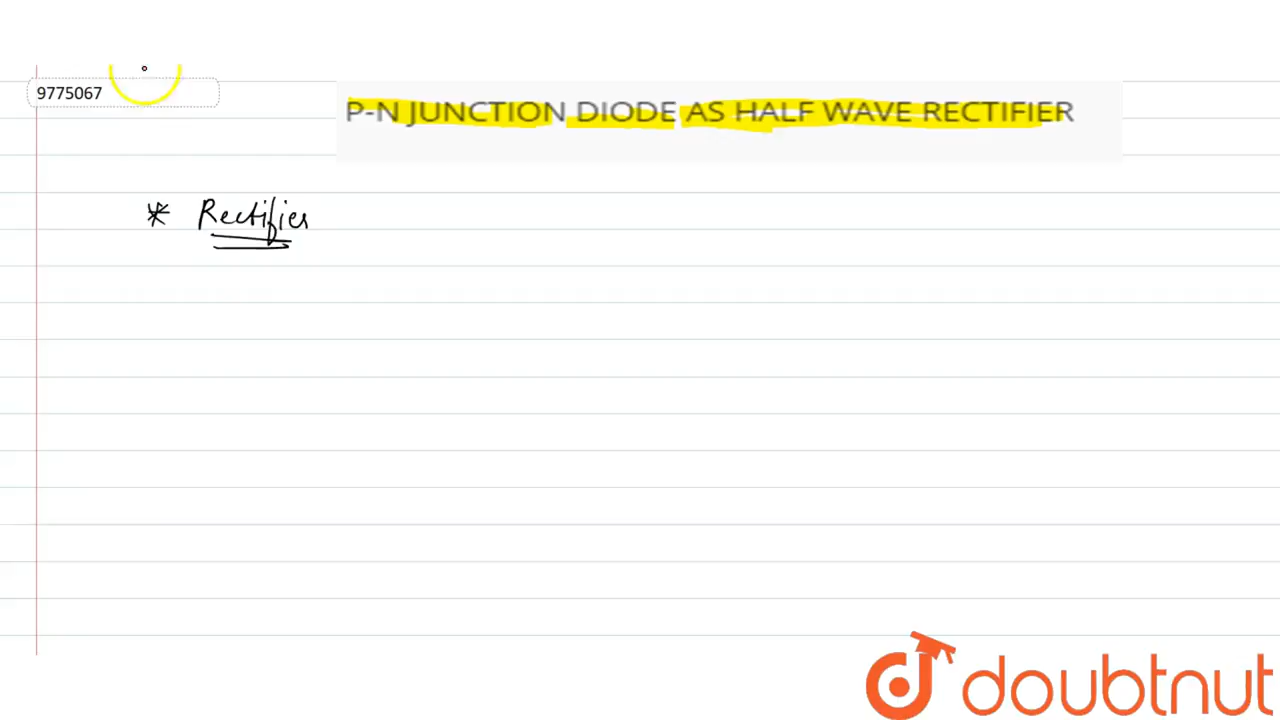 9775067
P-N JUNCTION DIODE AS HALF WAVE RECTIFIER
* Rectifier
doubtnut